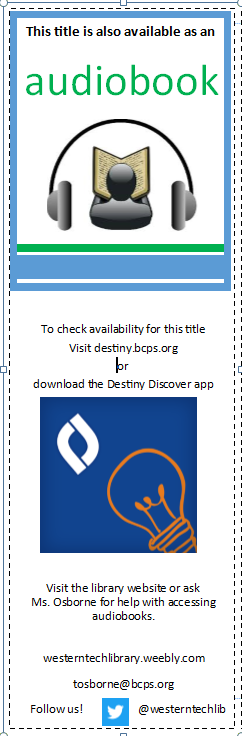 This title is also available as an
audiobook
To check availability for this title
Visit destiny.bcps.org
or
download the Destiny Discover app
Visit the library website or ask
Ms. Osborne for help with accessing
audiobooks.
westerntechlibrary.weebly.com
tosborne@bcps.org
Follow us! @westerntechlib